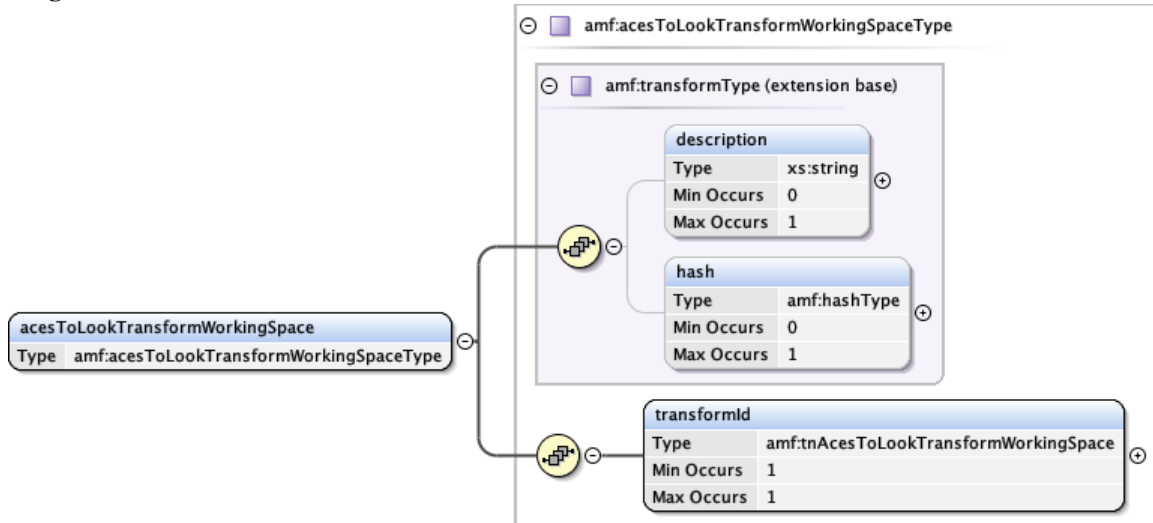 amf:acesToLookTransformWorkingSpaceType
amf:transformType (extension base)
description
Type xs:string
Min Occurs 0
Max Occurs 1
hash
Type amf:hashType
Min Occurs 0
Max Occurs 1
acesToLookTransformWorkingSpace
Type amf:acesToLookTransformWorkingSpaceType
transformId
Type amf:tnAcesToLookTransformWorkingSpace
Min Occurs 1
Max Occurs 1